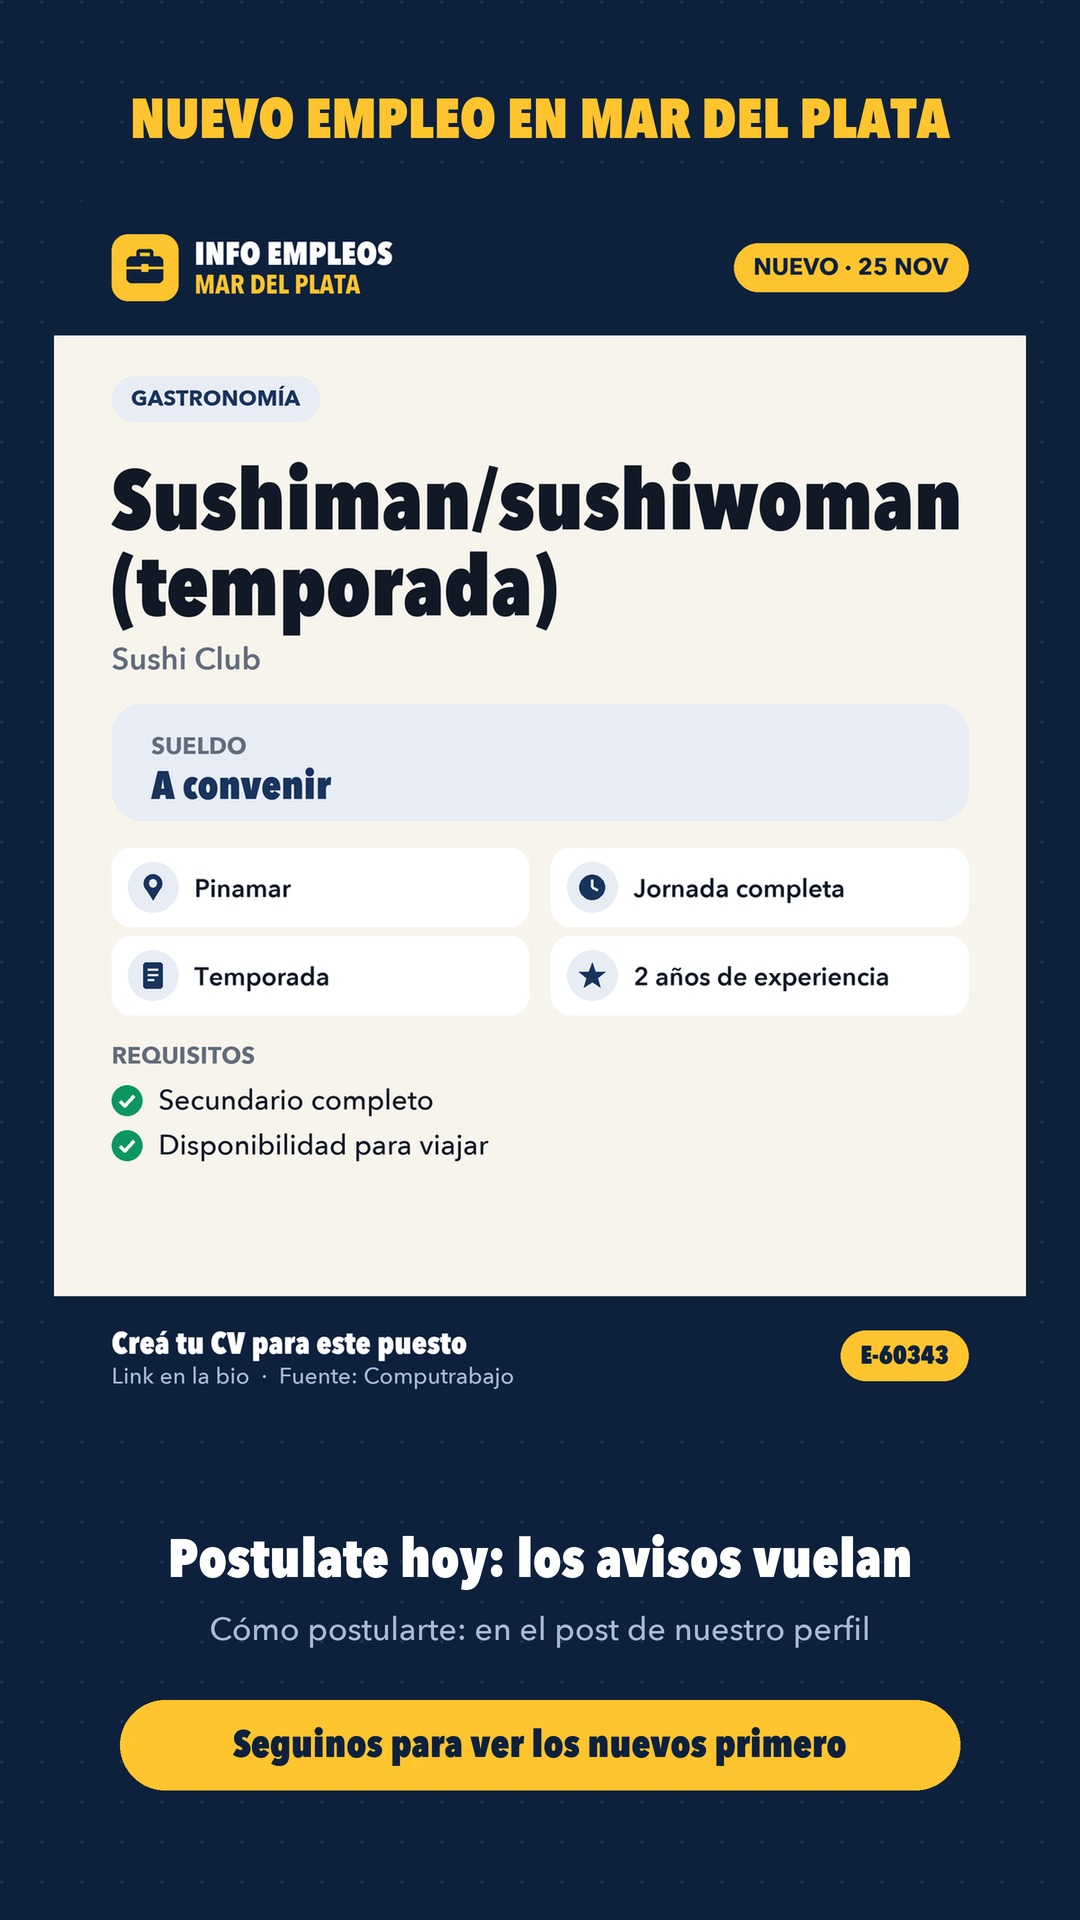 NUEVO EMPLEO EN MAR DEL PLATA
INFO EMPLEOS
MAR DEL PLATA
NUEVO · 25 NOV
GASTRONOMÍA
Sushiman/sushiwoman
(temporada)
Sushi Club
SUELDO
A convenir
Pinamar
Jornada completa
Temporada
2 años de experiencia
REQUISITOS
Secundario completo
Disponibilidad para viajar
Creá tu CV para este puesto
Link en la bio · Fuente: Computrabajo
E-60343
Postulate hoy: los avisos vuelan
Cómo postularte: en el post de nuestro perfil
Seguinos para ver los nuevos primero